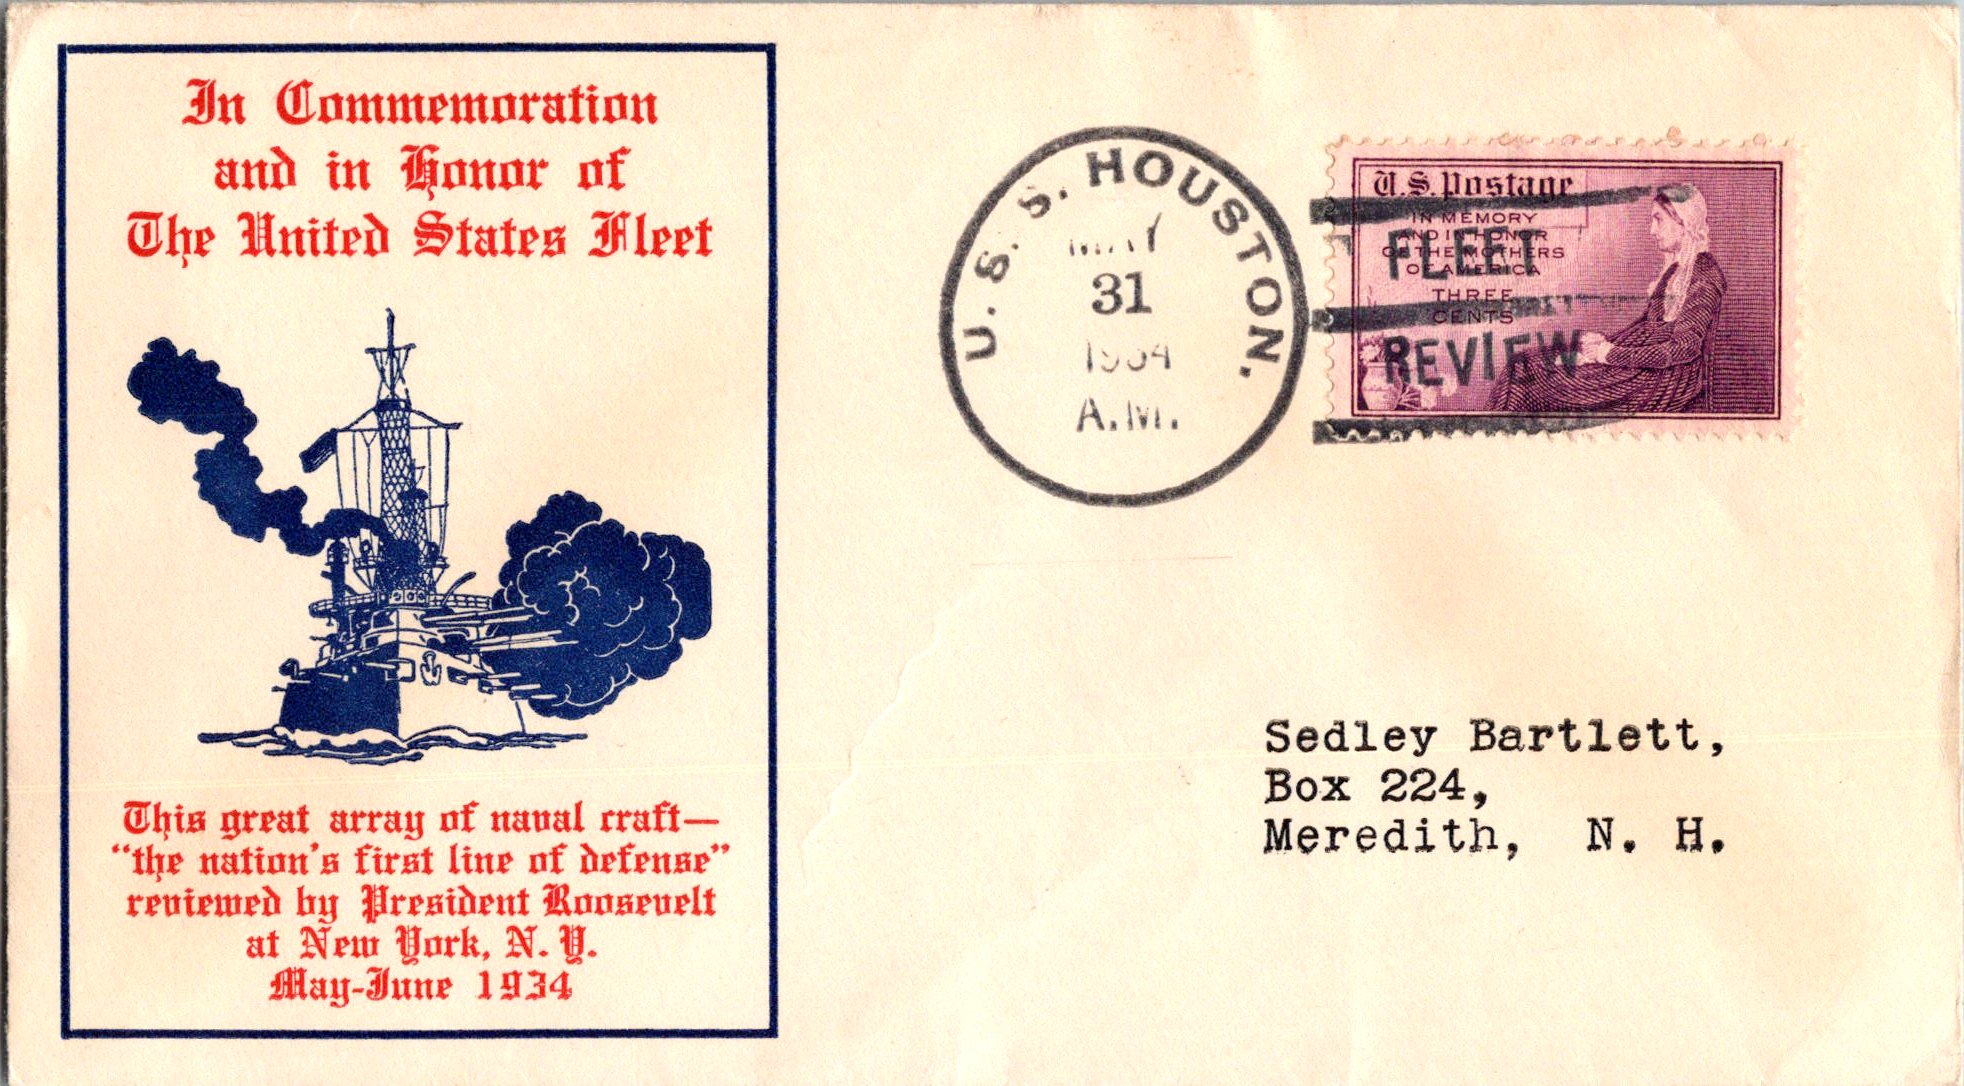 In Commemoration
and in Honor of
The United States Fleet
This great array of naval craft—
"the nation's first line of defense"
reviewed by President Roosevelt
at New York, N. Y.
May-June 1934
U. S. S. HOUSTON.
MAY
31
1934
A.M.
U.S. Postage
IN MEMORY
AND IN HONOR
OF THE MOTHERS
OF AMERICA
THREE
CENTS
FLEET
REVIEW
Sedley Bartlett,
Box 224,
Meredith, N. H.